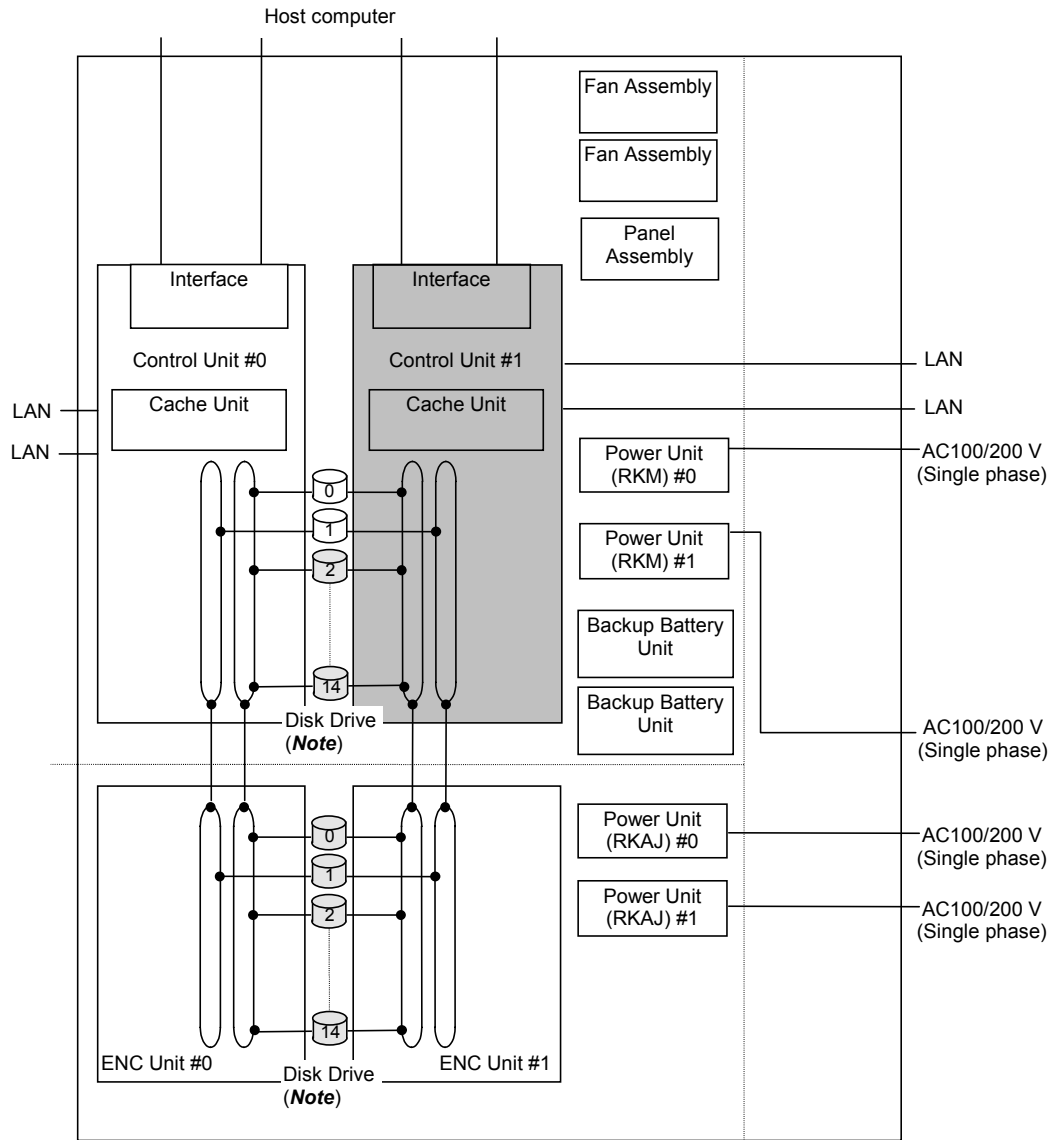 Host computer
Fan Assembly
Fan Assembly
Panel
Assembly
Interface
Interface
Control Unit #0
Control Unit #1
LAN
Cache Unit
Cache Unit
LAN
LAN
LAN
Power Unit
(RKM) #0
AC100/200 V
(Single phase)
0
1
Power Unit
(RKM) #1
2
Backup Battery
Unit
14
Backup Battery
Unit
Disk Drive
(Note)
AC100/200 V
(Single phase)
0
Power Unit
(RKAJ) #0
AC100/200 V
(Single phase)
1
2
Power Unit
(RKAJ) #1
AC100/200 V
(Single phase)
14
ENC Unit #0
ENC Unit #1
Disk Drive
(Note)